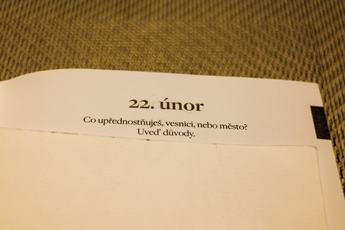 22. únor
Co upřednostňuješ, vesnici, nebo město?
Uveď důvody.